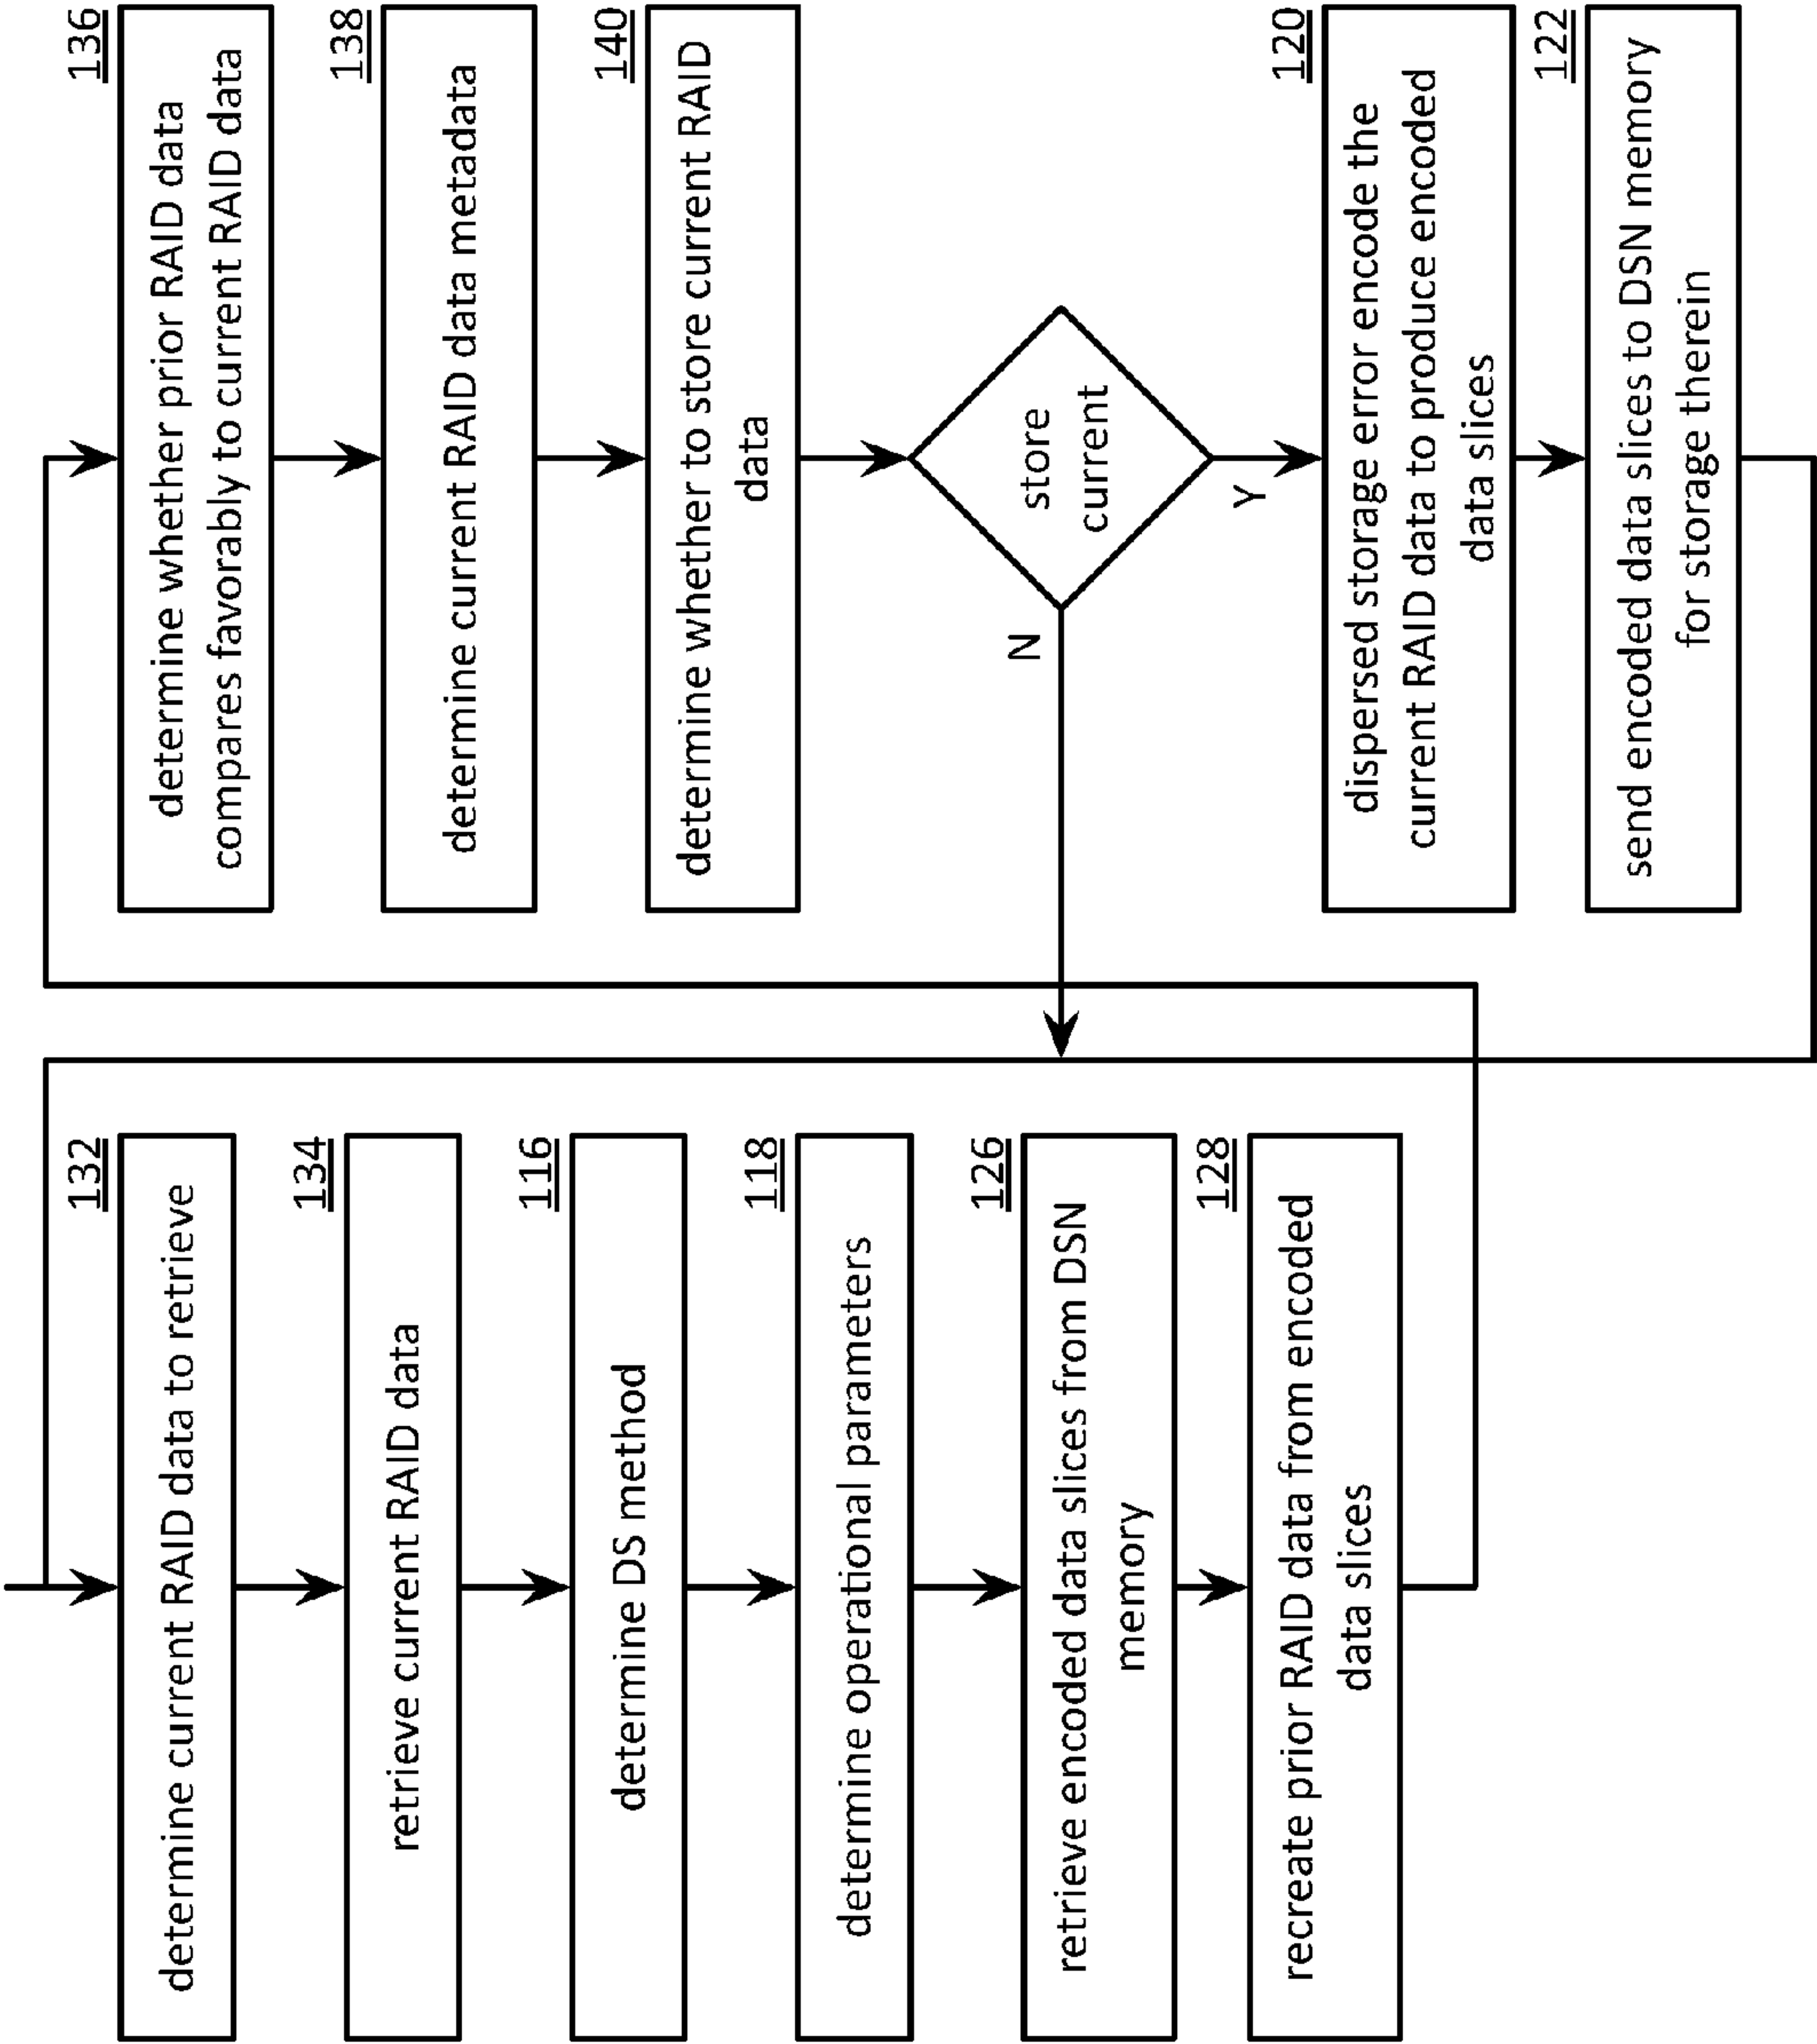 132
determine current RAID data to retrieve
134
retrieve current RAID data
116
determine DS method
118
determine operational parameters
126
retrieve encoded data slices from DSN
memory
128
recreate prior RAID data from encoded
data slices
136
determine whether prior RAID data
compares favorably to current RAID data
138
determine current RAID data metadata
140
determine whether to store current RAID
data
store
current
N
Y
120
dispersed storage error encode the
current RAID data to produce encoded
data slices
122
send encoded data slices to DSN memory
for storage therein